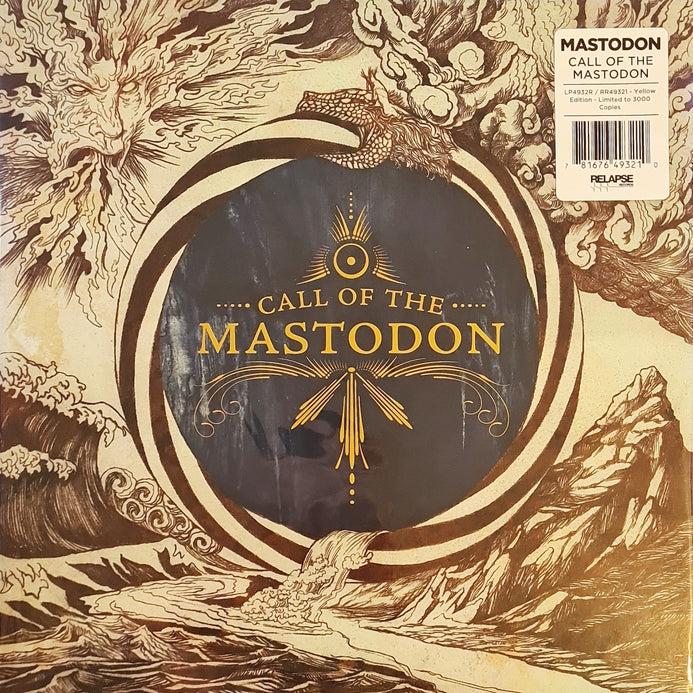 MASTODON
CALL OF THE
MASTODON
LP4932R / RR49321 - Yellow
Edition - Limited to 3000
Copies
7 81676 49321 0
RELAPSE
RECORDS
CALL OF THE
MASTODON